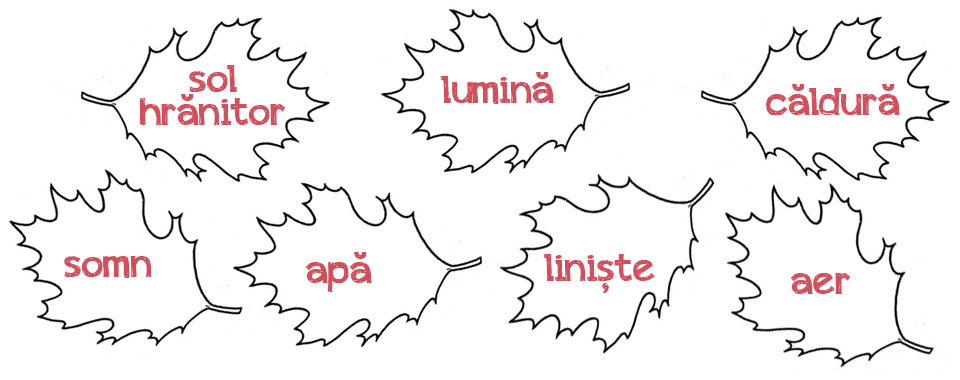 sol
hrănitor
lumină
căldură
somn
apă
liniște
aer